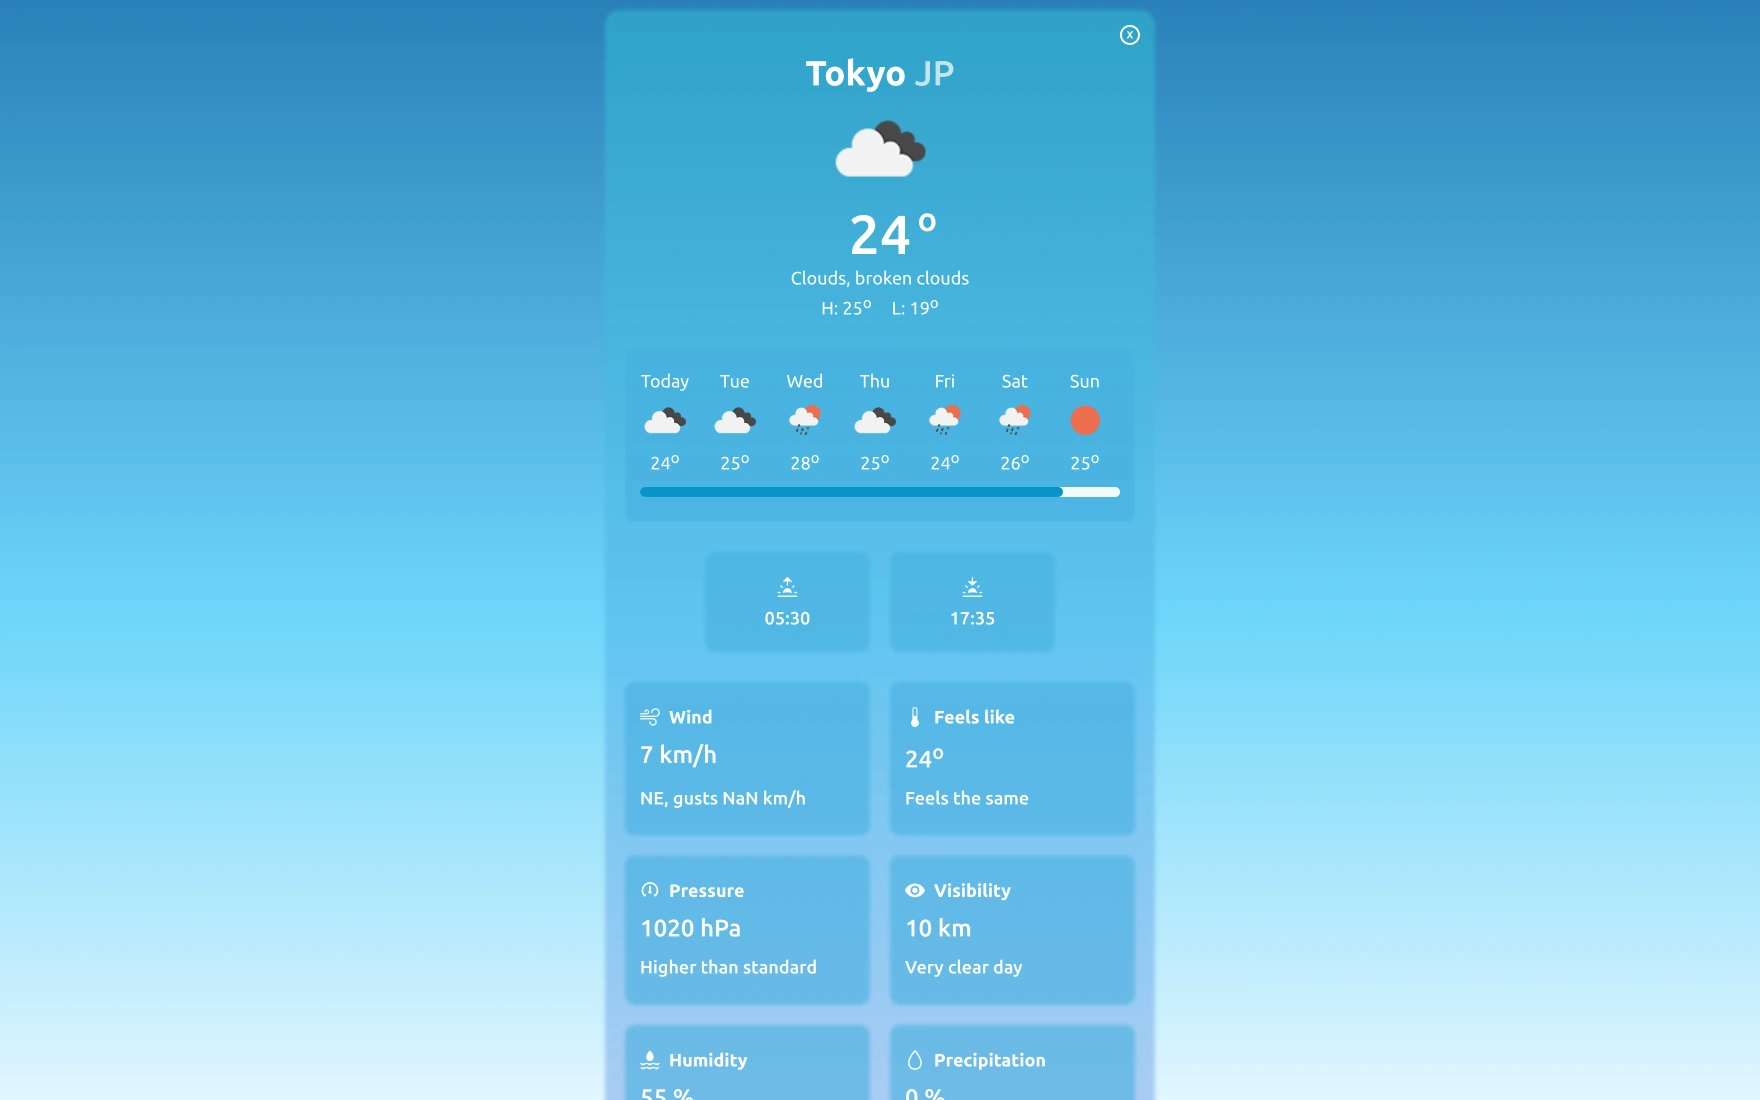 x
Tokyo JP
24°
Clouds, broken clouds
H: 25° L: 19°
Today Tue Wed Thu Fri Sat Sun
24° 25° 28° 25° 24° 26° 25°
05:30 17:35
Wind
7 km/h
NE, gusts NaN km/h
Feels like
24°
Feels the same
Pressure
1020 hPa
Higher than standard
Visibility
10 km
Very clear day
Humidity
55 %
Precipitation
0 %